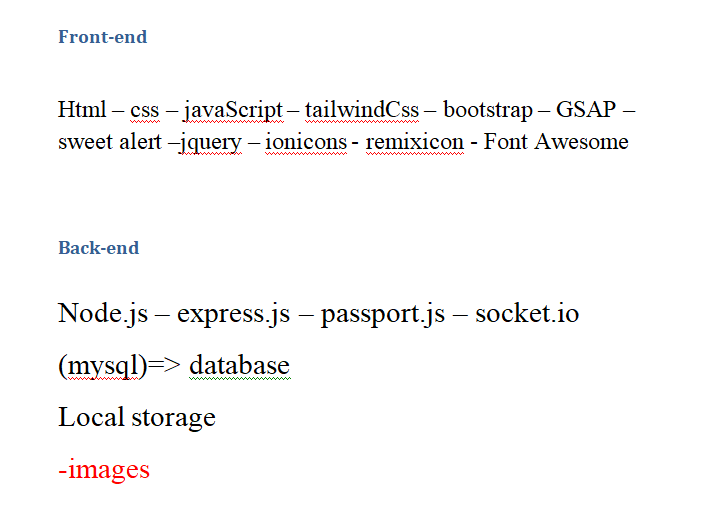 Front-end
Html – css – javaScript – tailwindCss – bootstrap – GSAP –
sweet alert –jquery – ionicons - remixicon - Font Awesome
Back-end
Node.js – express.js – passport.js – socket.io
(mysql)=> database
Local storage
-images